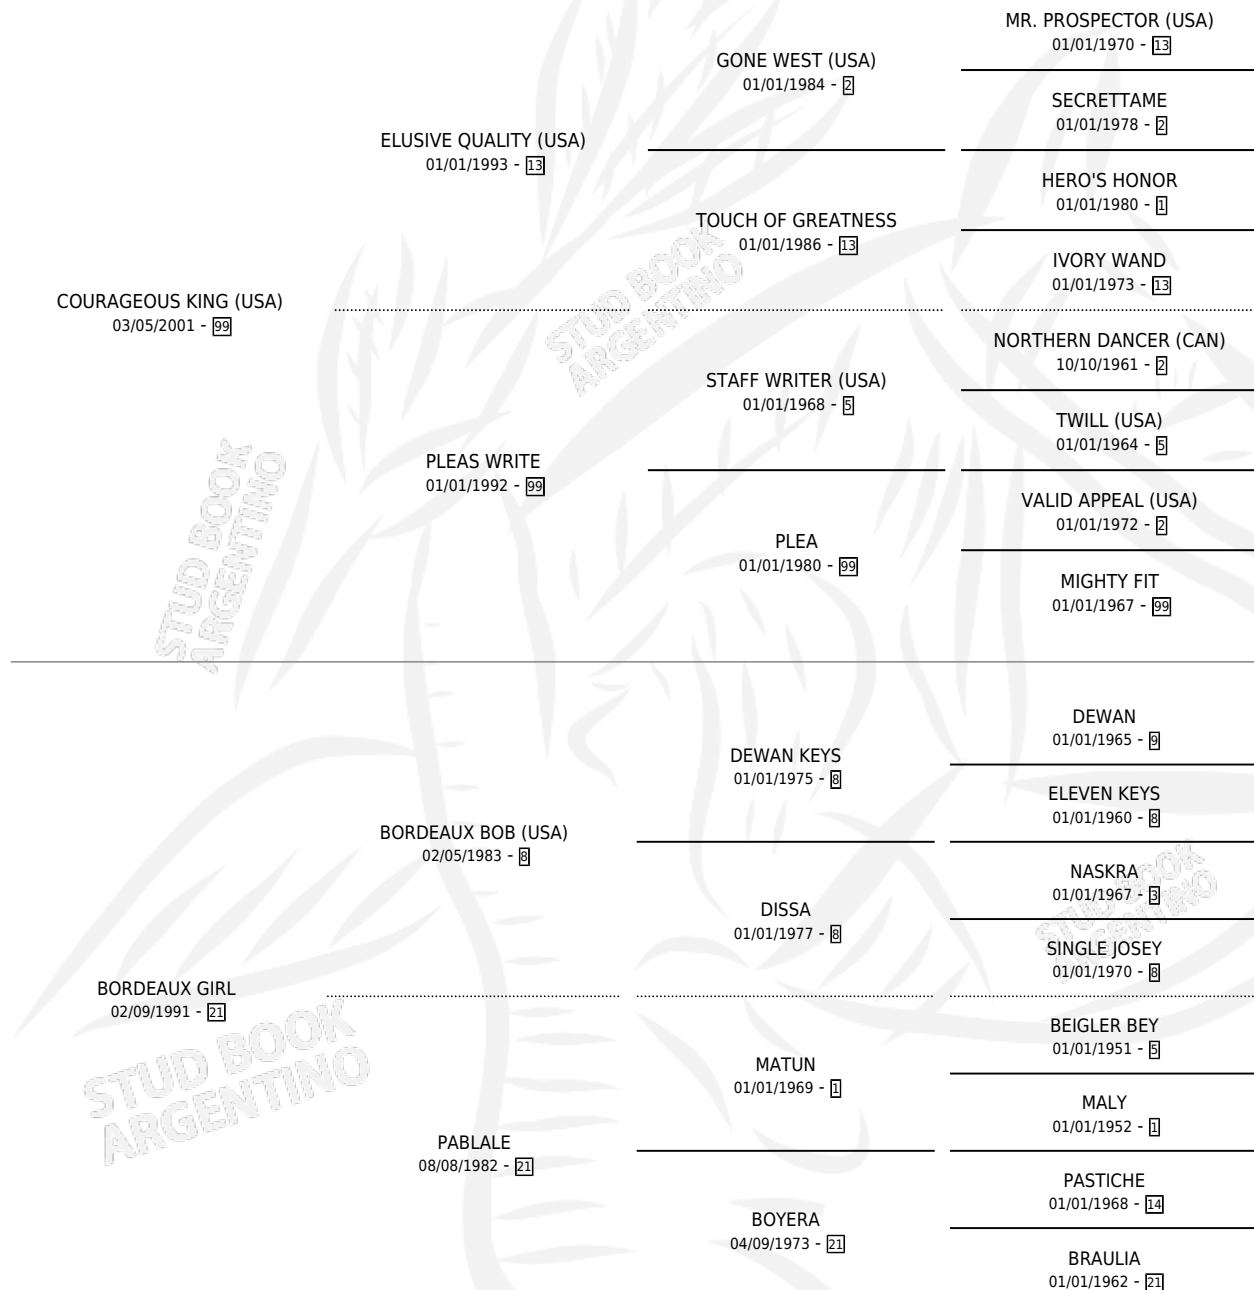 MR. PROSPECTOR (USA)
01/01/1970 - 13
GONE WEST (USA)
01/01/1984 - 2
SECRETTAME
01/01/1978 - 2
ELUSIVE QUALITY (USA)
01/01/1993 - 13
HERO'S HONOR
01/01/1980 - 1
TOUCH OF GREATNESS
01/01/1986 - 13
IVORY WAND
01/01/1973 - 13
COURAGEOUS KING (USA)
03/05/2001 - 99
NORTHERN DANCER (CAN)
10/10/1961 - 2
STAFF WRITER (USA)
01/01/1968 - 5
TWILL (USA)
01/01/1964 - 5
PLEAS WRITE
01/01/1992 - 99
VALID APPEAL (USA)
01/01/1972 - 2
PLEA
01/01/1980 - 99
MIGHTY FIT
01/01/1967 - 99
DEWAN
01/01/1965 - 9
DEWAN KEYS
01/01/1975 - 8
ELEVEN KEYS
01/01/1960 - 8
BORDEAUX BOB (USA)
02/05/1983 - 8
NASKRA
01/01/1967 - 3
DISSA
01/01/1977 - 8
SINGLE JOSEY
01/01/1970 - 8
BORDEAUX GIRL
02/09/1991 - 21
BEIGLER BEY
01/01/1951 - 5
MATUN
01/01/1969 - 1
MALY
01/01/1952 - 1
PABLALE
08/08/1982 - 21
PASTICHE
01/01/1968 - 14
BOYERA
04/09/1973 - 21
BRAULIA
01/01/1962 - 21
STUD BOOK
ARGENTINO
STUD BOOK
ARGENTINO
STUD BOOK
ARGENTINO
STUD BOOK
ARGENTINO